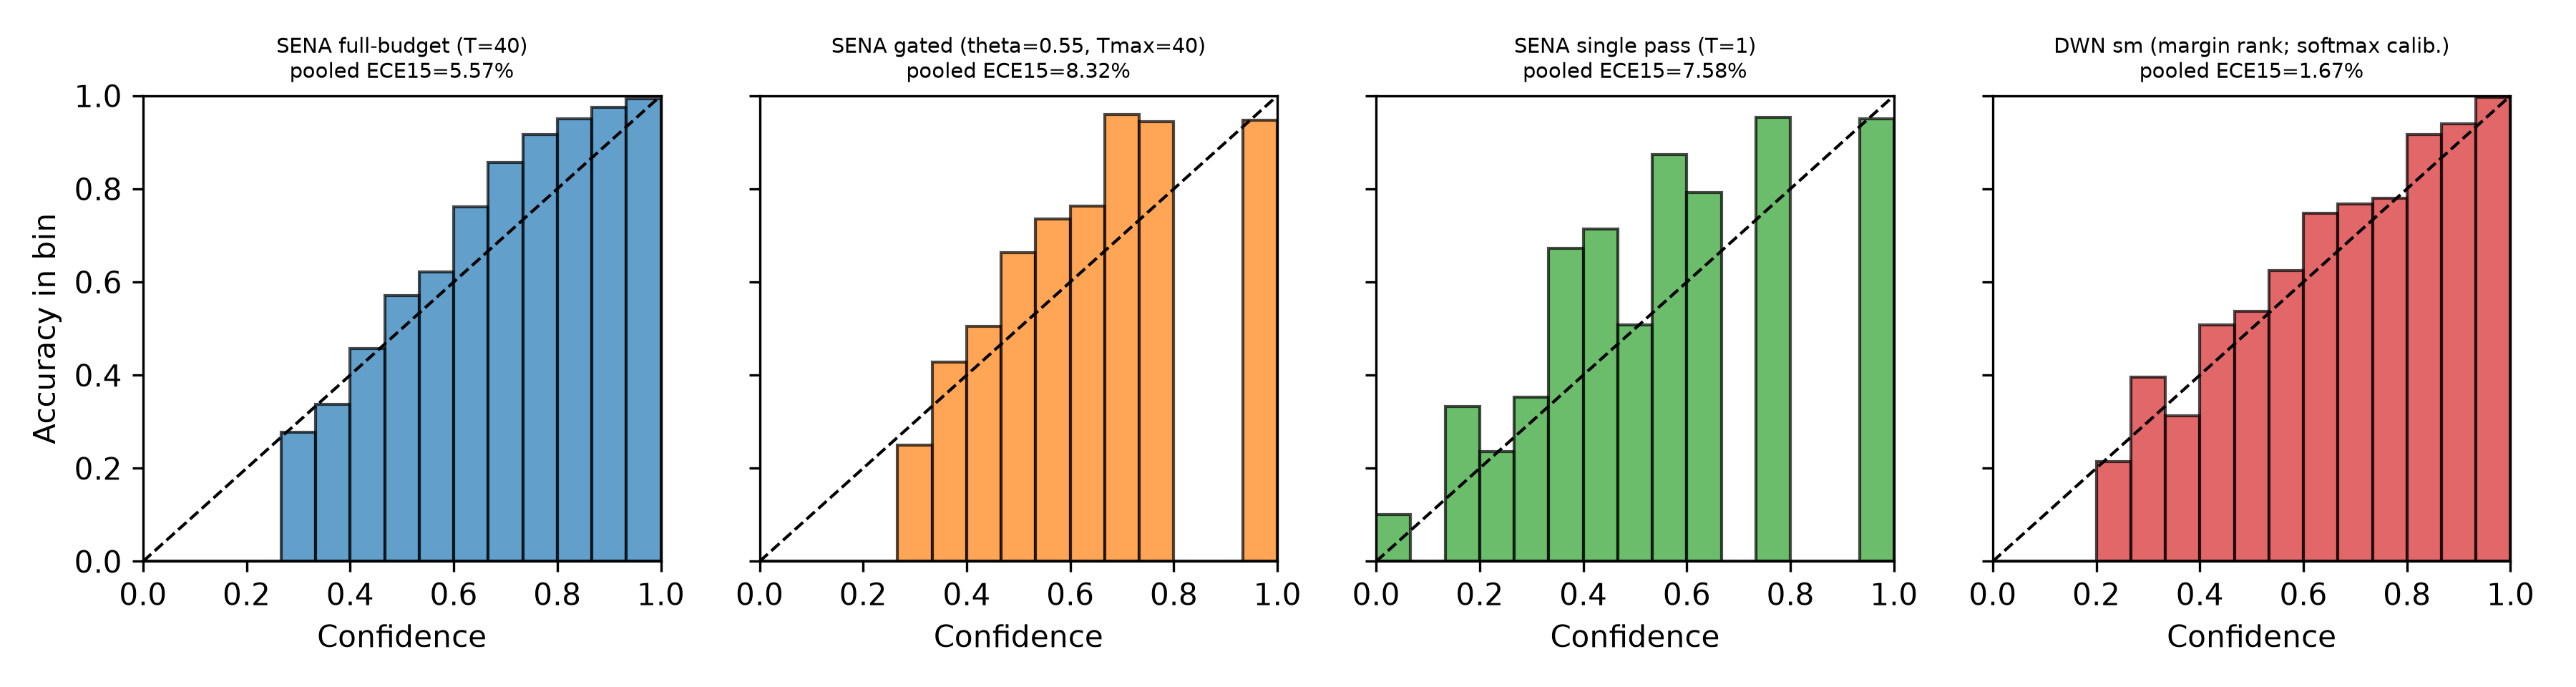 SENA full-budget (T=40)
pooled ECE15=5.57%
SENA gated (theta=0.55, Tmax=40)
pooled ECE15=8.32%
SENA single pass (T=1)
pooled ECE15=7.58%
DWN sm (margin rank; softmax calib.)
pooled ECE15=1.67%
Accuracy in bin
1.0
0.8
0.6
0.4
0.2
0.0
0.0 0.2 0.4 0.6 0.8 1.0
Confidence
0.0 0.2 0.4 0.6 0.8 1.0
Confidence
0.0 0.2 0.4 0.6 0.8 1.0
Confidence
0.0 0.2 0.4 0.6 0.8 1.0
Confidence